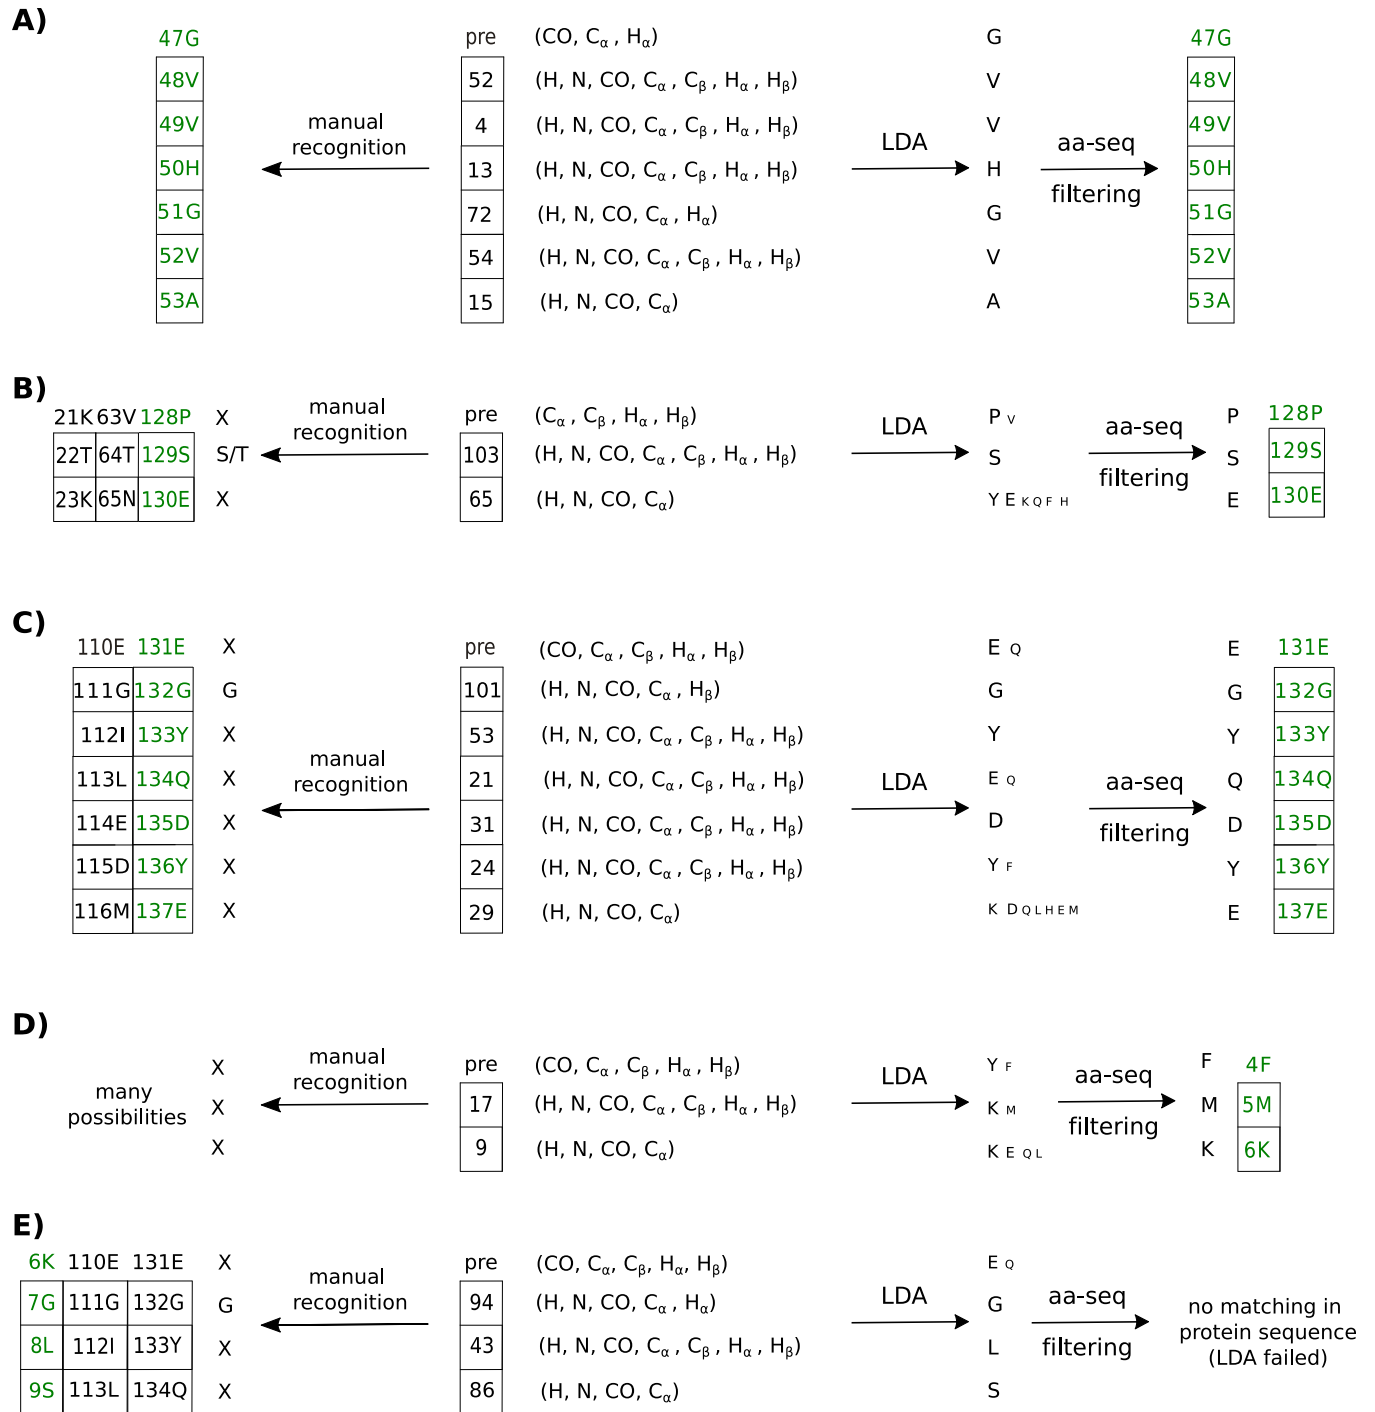 A)
47G pre (CO, Cα , Hα) G 47G
48V 52 (H, N, CO, Cα , Cβ , Hα , Hβ) V 48V
49V manual recognition 4 (H, N, CO, Cα , Cβ , Hα , Hβ) LDA V aa-seq 49V
50H 13 (H, N, CO, Cα , Cβ , Hα , Hβ) H filtering 50H
51G 72 (H, N, CO, Cα , Hα) G 51G
52V 54 (H, N, CO, Cα , Cβ , Hα , Hβ) V 52V
53A 15 (H, N, CO, Cα) A 53A
B)
21K 63V 128P X manual recognition pre (Cα , Cβ , Hα , Hβ) LDA P V aa-seq P 128P
22T 64T 129S S/T 103 (H, N, CO, Cα , Cβ , Hα , Hβ) S filtering S 129S
23K 65N 130E X 65 (H, N, CO, Cα) Y E K Q F H E 130E
C)
110E 131E X pre (CO, Cα , Cβ , Hα , Hβ) E Q E 131E
111G 132G G 101 (H, N, CO, Cα , Hβ) G G 132G
112I 133Y X 53 (H, N, CO, Cα , Cβ , Hα , Hβ) Y Y 133Y
113L 134Q X manual recognition 21 (H, N, CO, Cα , Cβ , Hα , Hβ) LDA E Q aa-seq Q 134Q
114E 135D X 31 (H, N, CO, Cα , Cβ , Hα , Hβ) D filtering D 135D
115D 136Y X 24 (H, N, CO, Cα , Cβ , Hα , Hβ) Y F Y 136Y
116M 137E X 29 (H, N, CO, Cα) K D Q L H E M E 137E
D)
X manual recognition pre (CO, Cα , Cβ , Hα , Hβ) LDA Y F aa-seq F 4F
many possibilities X 17 (H, N, CO, Cα , Cβ , Hα , Hβ) K M filtering M 5M
X 9 (H, N, CO, Cα) K E Q L K 6K
E)
6K 110E 131E X manual recognition pre (CO, Cα, Cβ, Hα, Hβ) E Q
7G 111G 132G G 94 (H, N, CO, Cα , Hα) LDA G aa-seq no matching in
8L 112I 133Y X 43 (H, N, CO, Cα , Cβ , Hα , Hβ) L filtering protein sequence
(LDA failed)
9S 113L 134Q X 86 (H, N, CO, Cα) S